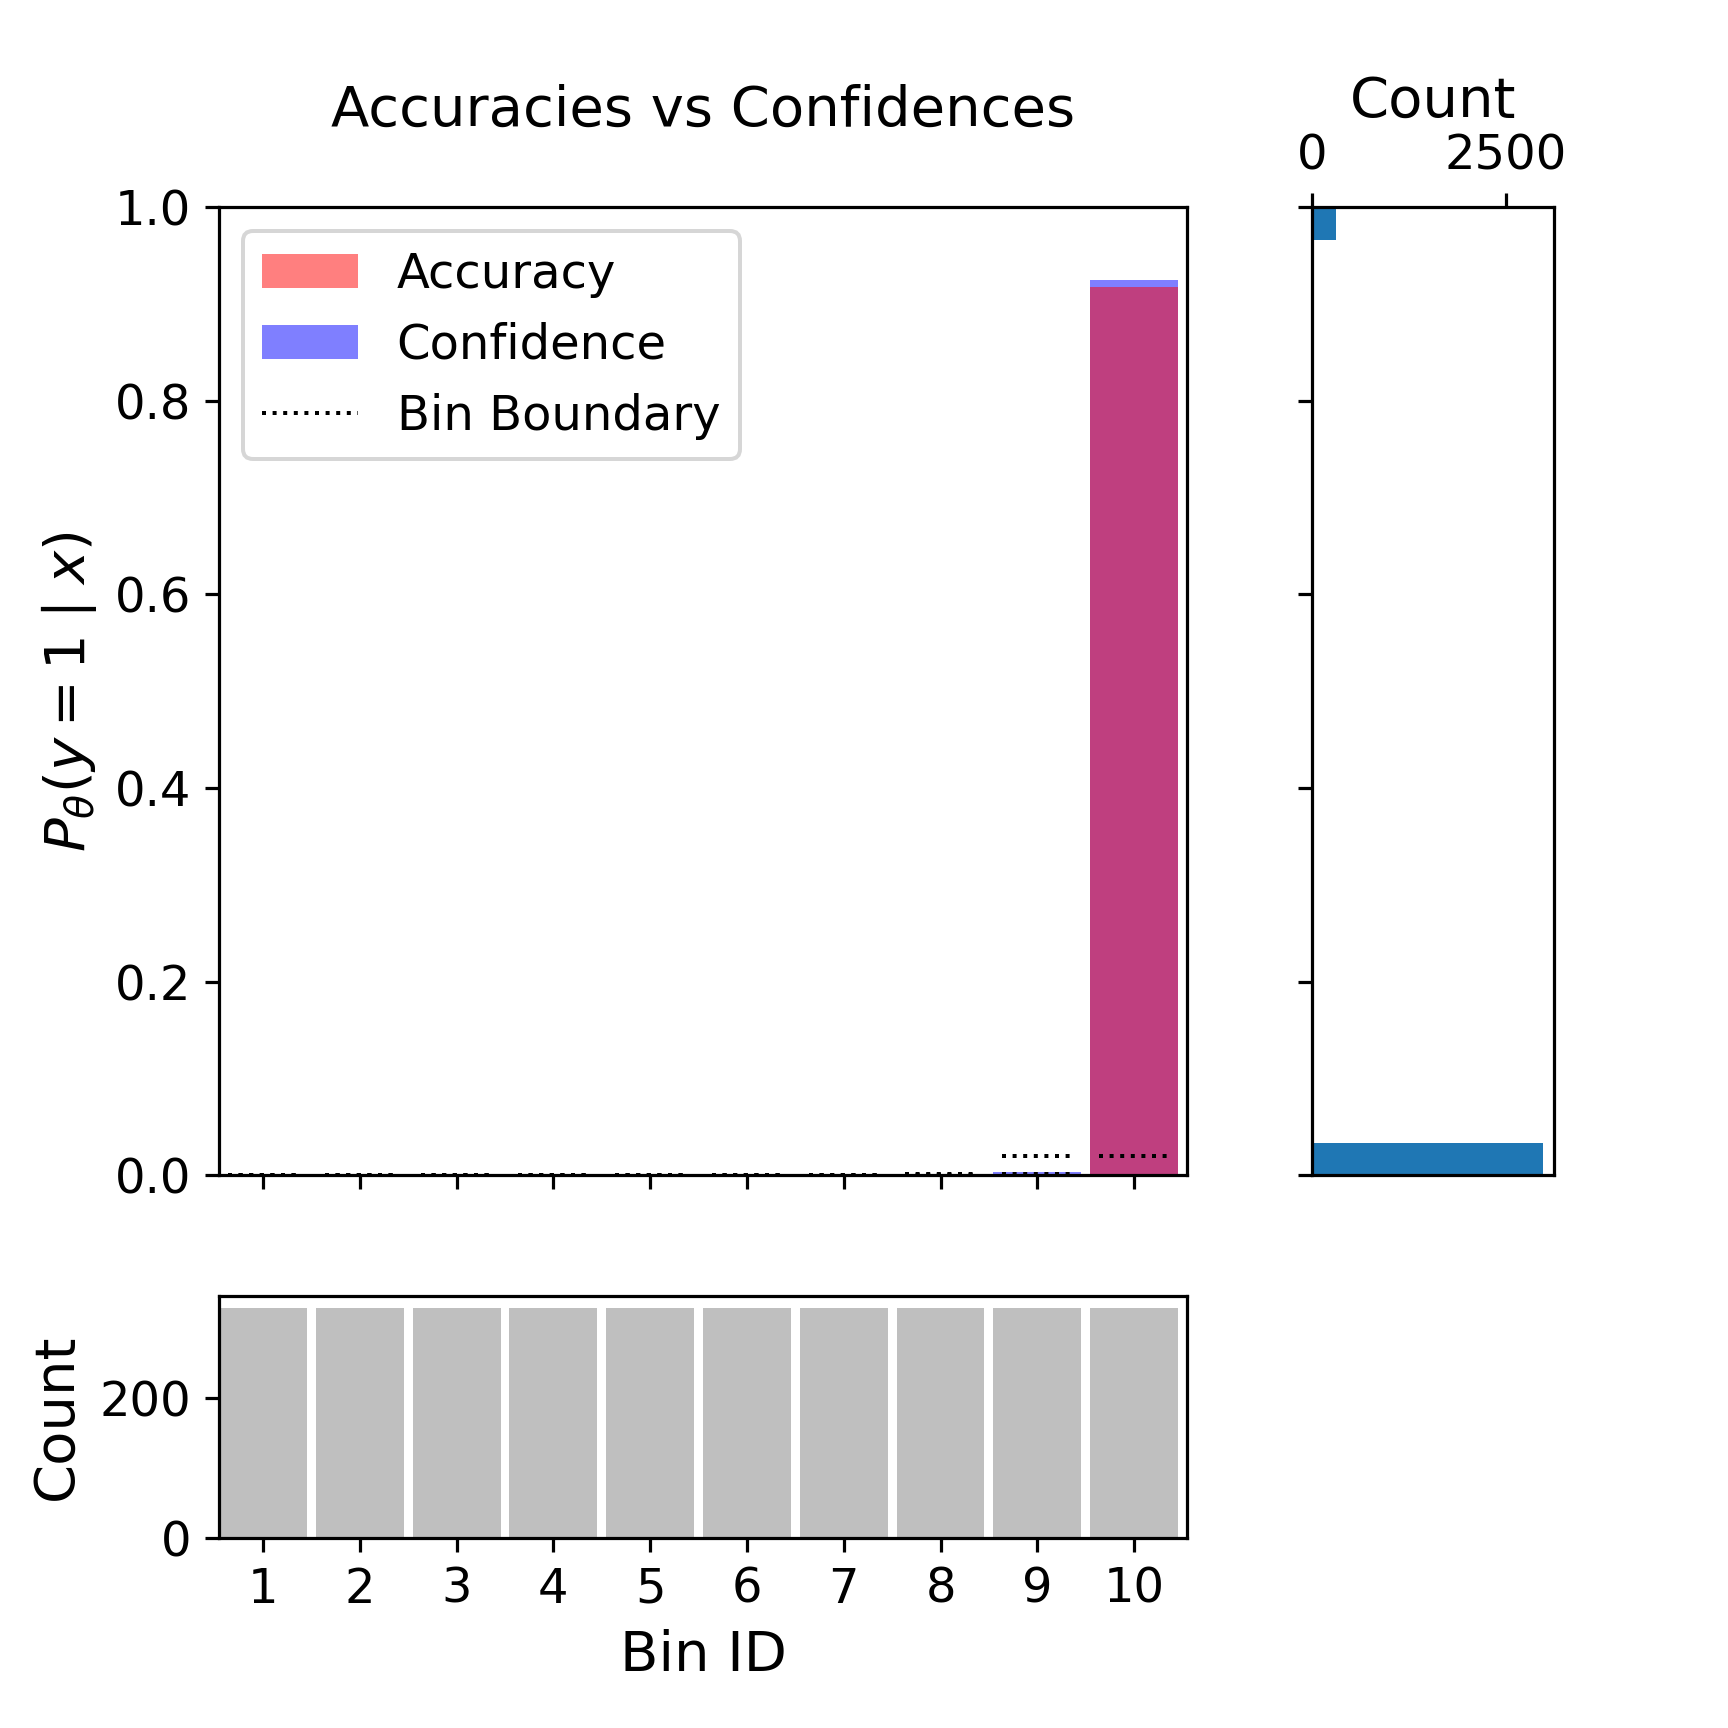 Accuracies vs Confidences
Count
0 2500
1.0
0.8
0.6
0.4
0.2
0.0
Accuracy
Confidence
Bin Boundary
P_θ(y = 1 | x)
Count
200
0
1 2 3 4 5 6 7 8 9 10
Bin ID